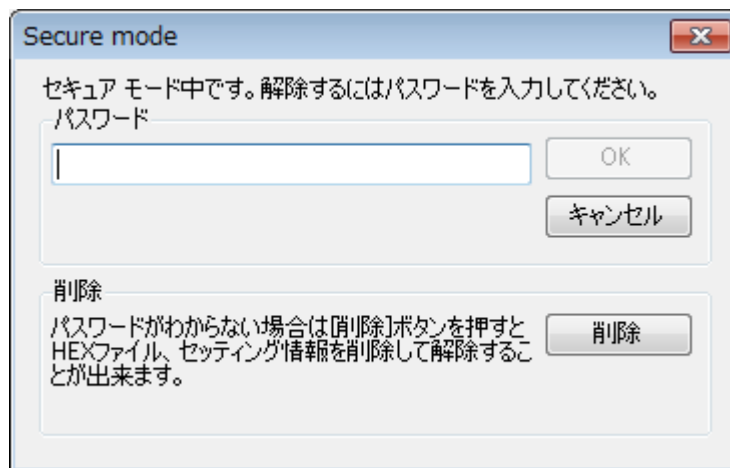 Secure mode
セキュア モード中です。解除するにはパスワードを入力してください。
パスワード
OK
キャンセル
削除
パスワードがわからない場合は[削除]ボタンを押すと
HEXファイル、セッティング情報を削除して解除するこ
とが出来ます。
削除